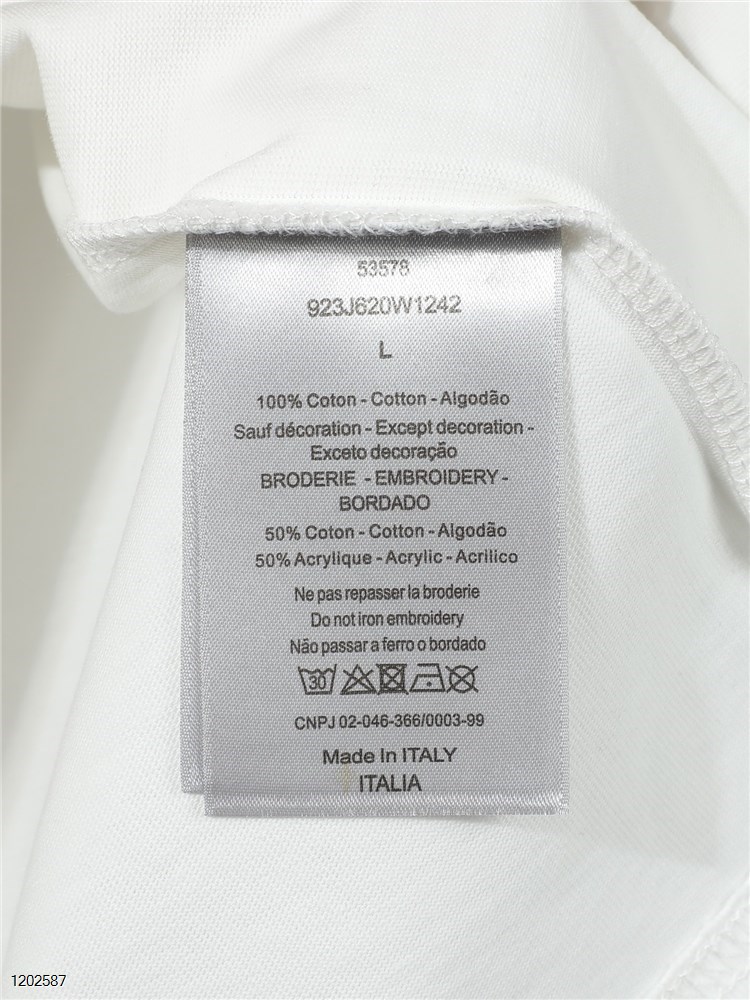 53578
923J620W1242
L
100% Coton - Cotton - Algodão
Sauf décoration - Except decoration -
Exceto decoração
BRODERIE - EMBROIDERY -
BORDADO
50% Coton - Cotton - Algodão
50% Acrylique - Acrylic - Acrilico
Ne pas repasser la broderie
Do not iron embroidery
Não passar a ferro o bordado
30
CNPJ 02-046-366/0003-99
Made In ITALY
ITALIA
1202587